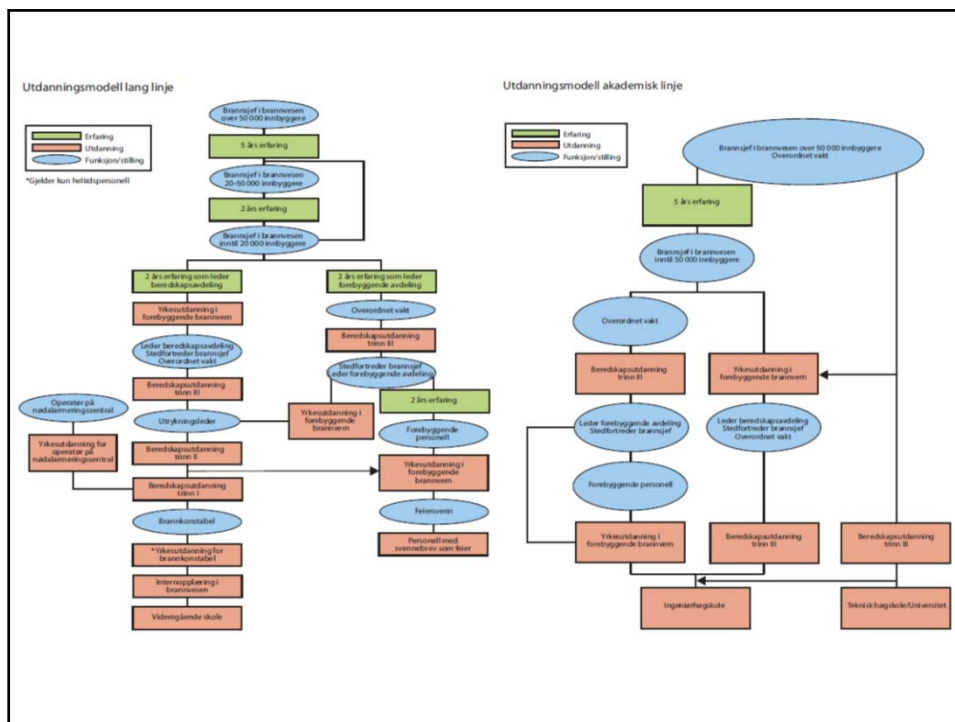 Utdanningsmodell lang linje
Erfaring
Utdanning
Funksjon/stilling
*Gjelder kun heltidspersonell
Brannsjef i brannvesen
over 50 000 innbyggere
5 års erfaring
Brannsjef i brannvesen
20–50 000 innbyggere
2 års erfaring
Brannsjef i brannvesen
inntil 20 000 innbyggere
2 års erfaring som leder
beredskapsavdeling
2 års erfaring som leder
forebyggende avdeling
Yrkesutdanning i
forebyggende brannvern
Overordnet vakt
Leder beredskapsavdeling
Stedfortreder brannsjef
Overordnet vakt
Beredskapsutdanning
trinn III
Beredskapsutdanning
trinn III
Stedfortreder brannsjef
Leder forebyggende avdeling
Operatør på
nødalarmeringssentral
Utrykningsleder
Yrkesutdanning i
forebyggende
brannvern
2 års erfaring
Forebyggende
personell
Yrkesutdanning for
operatør på
nødalarmeringssentral
Beredskapsutdanning
trinn II
Yrkesutdanning i
forebyggende
brannvern
Beredskapsutdanning
trinn I
Feiersvenn
Brannkonstabel
Personell med
svennebrev som feier
*Yrkesutdanning for
brannkonstabel
Internopplæring i
brannvesen
Videregående skole
Utdanningsmodell akademisk linje
Erfaring
Utdanning
Funksjon/stilling
Brannsjef i brannvesen over 50 000 innbyggere
Overordnet vakt
5 års erfaring
Brannsjef i brannvesen
inntil 50 000 innbyggere
Overordnet vakt
Beredskapsutdanning
trinn III
Yrkesutdanning i
forebyggende brannvern
Leder forebyggende avdeling
Stedfortreder brannsjef
Leder beredskapsavdeling
Stedfortreder brannsjef
Overordnet vakt
Forebyggende personell
Yrkesutdanning i
forebyggende brannvern
Beredskapsutdanning
trinn III
Beredskapsutdanning
trinn III
Ingeniørhøgskole
Teknisk høgskole/Universitet